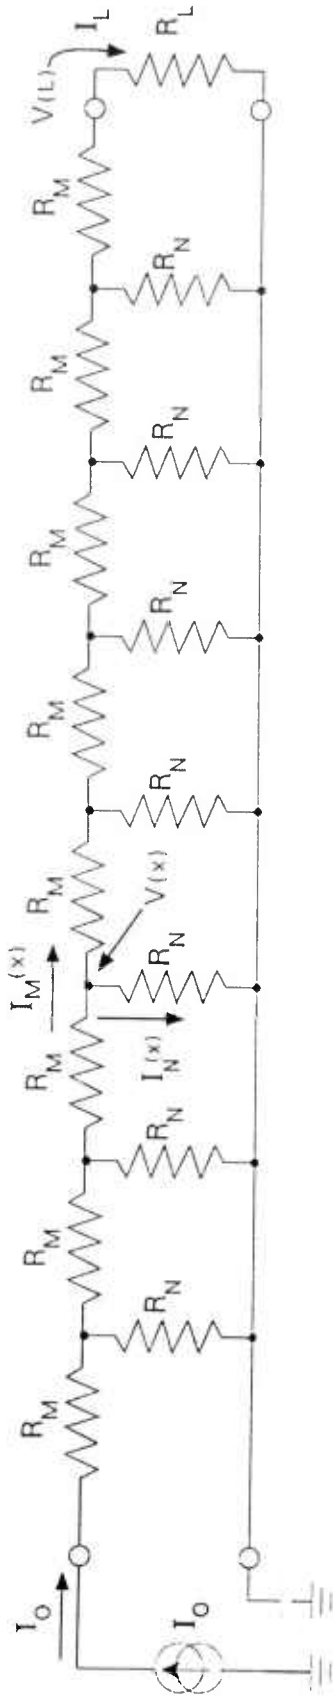 I_O
R_M
R_M
R_M
I_M(x)
R_M
R_M
R_M
R_M
R_M
V(L)
I_L
R_L
I_O
R_N
R_N
I_N(x)
V(x)
R_N
R_N
R_N
R_N
R_N